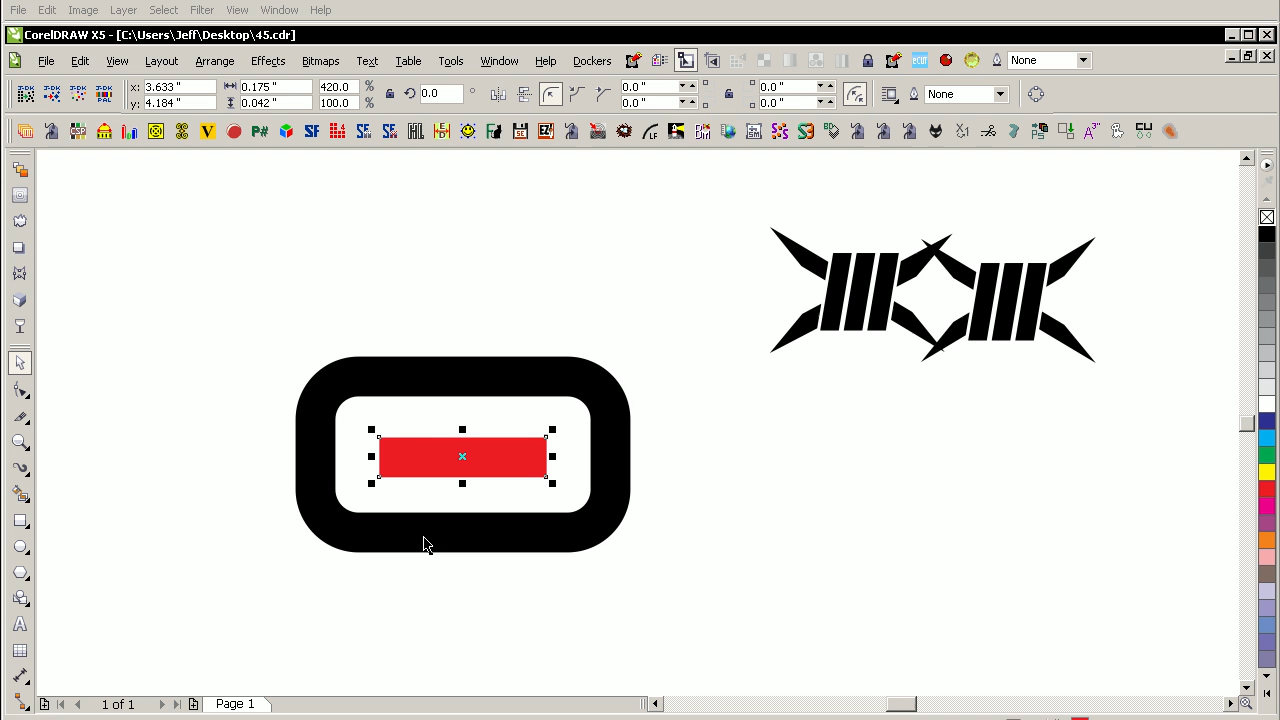 File Edit Image Layer Select Filter View Window Help
CorelDRAW X5 - [C:\Users\Jeff\Desktop\45.cdr]
File Edit View Layout Effects Bitmaps Text Table Tools Window Help Dockers None
x: 3.633 " 0.175 " 420.0 % 0.0 ° 0.0 " 0.0 " None
y: 4.184 " 0.042 " 100.0 % 0.0 " 0.0 "
1 of 1 Page 1